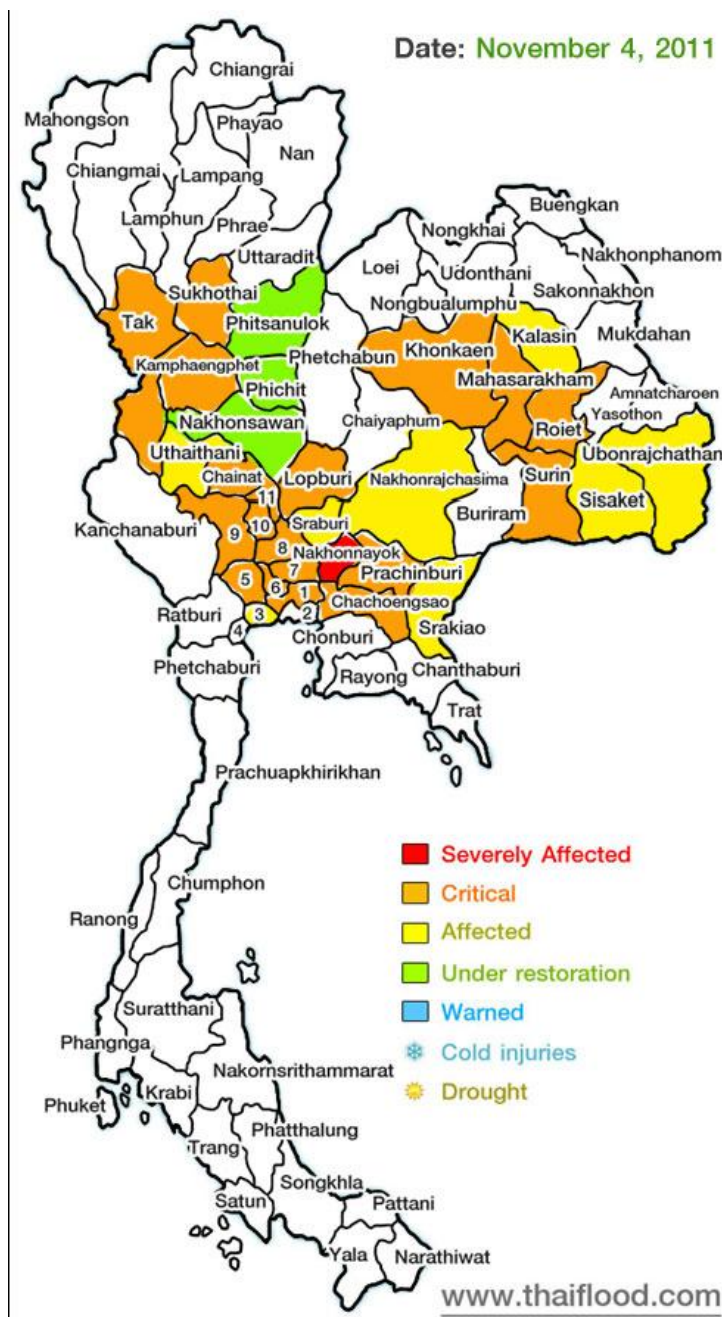 Date: November 4, 2011
Chiangrai
Mahongson
Phayao
Nan
Chiangmai
Lampang
Lamphun
Phrae
Uttaradit
Buengkan
Nongkhai
Loei
Udonthani
Nakhonphanom
Sakonnakhon
Nongbualumphu
Sukhothai
Tak
Phitsanulok
Kalasin
Mukdahan
Phetchabun
Khonkaen
Kamphaengphet
Mahasarakham
Phichit
Amnatcharoen
Yasothon
Nakhonsawan
Chaiyaphum
Roiet
Ubonrajchathan
Uthaithani
Chainat
Lopburi
Nakhonrajchasima
Surin
Sisaket
11
Sraburi
Buriram
Kanchanaburi
9
10
8
Nakhonnayok
7
Prachinburi
5
6
1
Chachoengsao
Ratburi
3
2
Srakiao
4
Chonburi
Phetchaburi
Rayong
Chanthaburi
Trat
Prachuapkhirikhan
Chumphon
Ranong
Suratthani
Phangnga
Nakornsrithammarat
Phuket
Krabi
Phatthalung
Trang
Songkhla
Satun
Pattani
Yala
Narathiwat
Severely Affected
Critical
Affected
Under restoration
Warned
Cold injuries
Drought
www.thaiflood.com